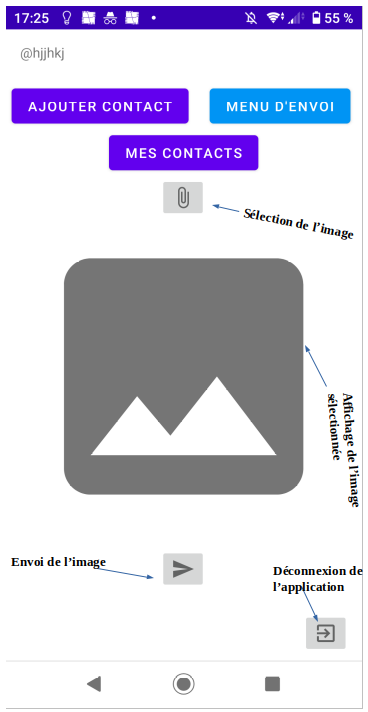 17:25 55 %
@hjjhkj
AJOUTER CONTACT MENU D'ENVOI
MES CONTACTS
Sélection de l’image
Affichage de l’image
sélectionnée
Envoi de l’image
Déconnexion de
l’application